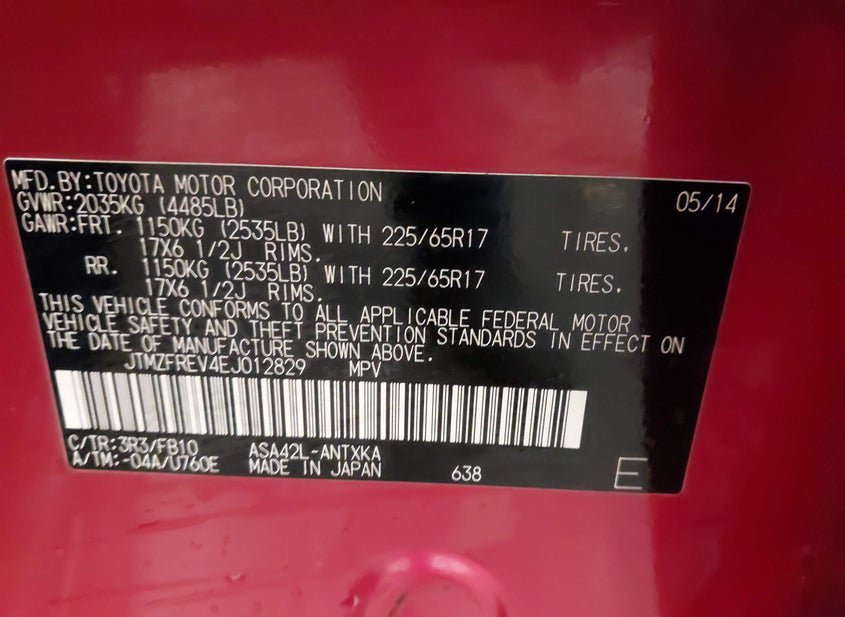 MFD.BY:TOYOTA MOTOR CORPORATION 05/14
GVWR:2035KG (4485LB)
GAWR:FRT. 1150KG (2535LB) WITH 225/65R17 TIRES,
17X6 1/2J RIMS.
RR. 1150KG (2535LB) WITH 225/65R17 TIRES,
17X6 1/2J RIMS.
THIS VEHICLE CONFORMS TO ALL APPLICABLE FEDERAL MOTOR
VEHICLE SAFETY AND THEFT PREVENTION STANDARDS IN EFFECT ON
THE DATE OF MANUFACTURE SHOWN ABOVE.
JTMZFREV4EJ012829 MPV
C/TR:3R3/FB10 ASA42L-ANTXKA
A/TM:-04A/U760E MADE IN JAPAN 638 E